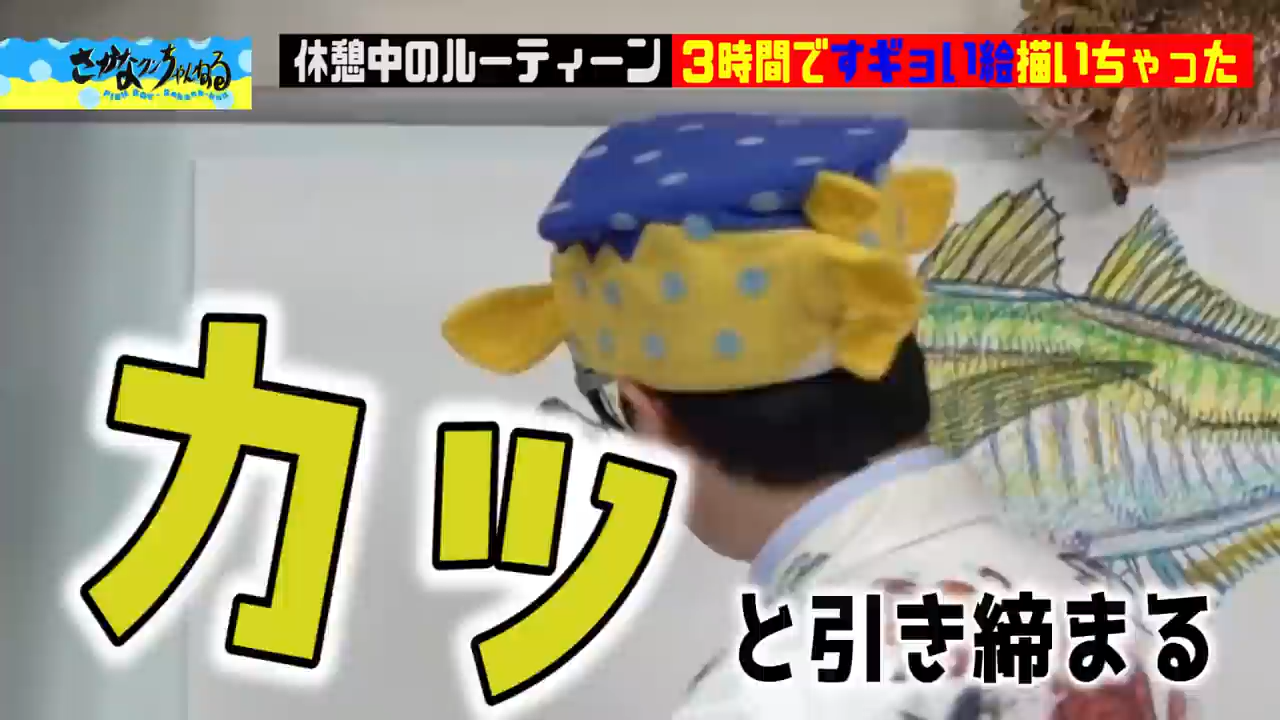 さかなクンちゃんねる
休憩中のルーティーン 3時間ですギョい絵描いちゃった
カッ
と引き締まる